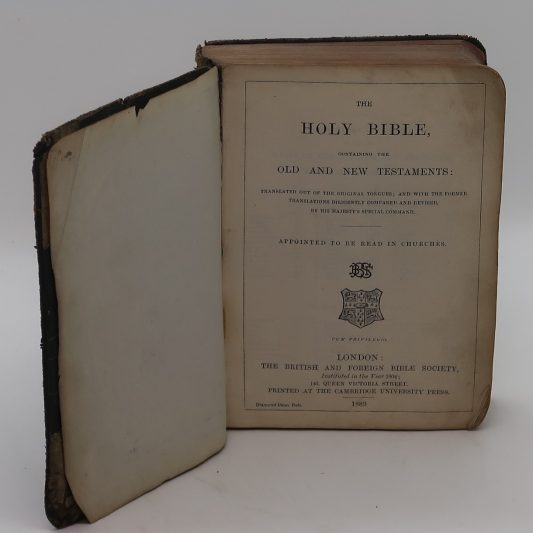 THE
HOLY BIBLE,
CONTAINING THE
OLD AND NEW TESTAMENTS:
TRANSLATED OUT OF THE ORIGINAL TONGUES; AND WITH THE FORMER
TRANSLATIONS DILIGENTLY COMPARED AND REVISED,
BY HIS MAJESTY'S SPECIAL COMMAND.
APPOINTED TO BE READ IN CHURCHES.
CUM PRIVILEGIO.
LONDON:
THE BRITISH AND FOREIGN BIBLE SOCIETY,
Instituted in the Year 1804;
146, QUEEN VICTORIA STREET.
PRINTED AT THE CAMBRIDGE UNIVERSITY PRESS.
Diamond